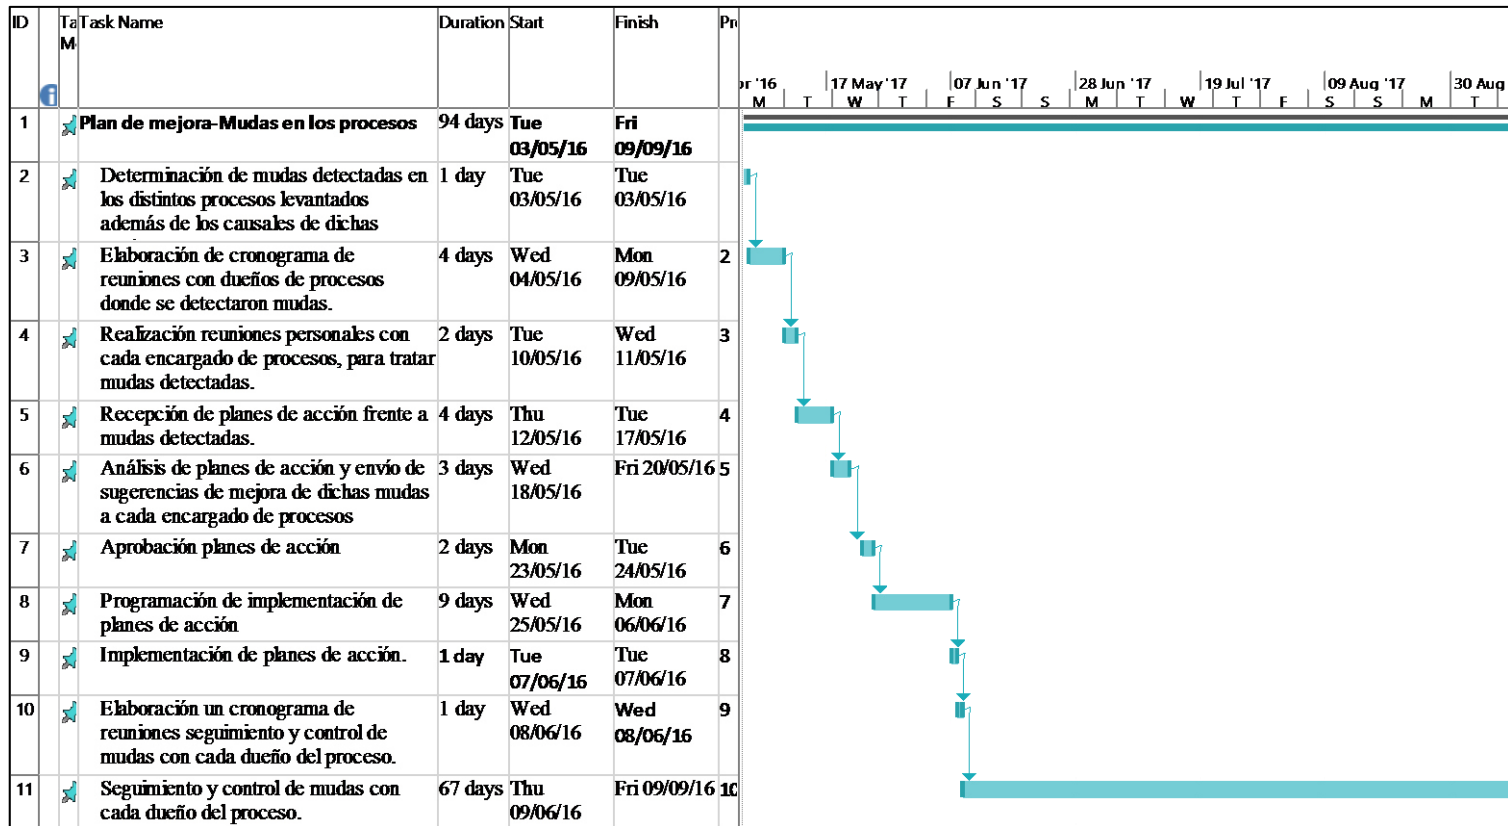 ID Ta Task Name Duration Start Finish Pr
M
or '16 17 May '17 07 Jun '17 28 Jun '17 19 Jul '17 09 Aug '17 30 Aug
M T W T F S S M T W T F S S M T
1 Plan de mejora-Mudas en los procesos 94 days Tue Fri
03/05/16 09/09/16
2 Determinación de mudas detectadas en 1 day Tue Tue
los distintos procesos levantados 03/05/16 03/05/16
además de los causales de dichas
3 Elaboración de cronograma de 4 days Wed Mon 2
reuniones con dueños de procesos 04/05/16 09/05/16
donde se detectaron mudas.
4 Realización reuniones personales con 2 days Tue Wed 3
cada encargado de procesos, para tratar 10/05/16 11/05/16
mudas detectadas.
5 Recepción de planes de acción frente a 4 days Thu Tue 4
mudas detectadas. 12/05/16 17/05/16
6 Análisis de planes de acción y envío de 3 days Wed Fri 20/05/16 5
sugerencias de mejora de dichas mudas 18/05/16
a cada encargado de procesos
7 Aprobación planes de acción 2 days Mon Tue 6
23/05/16 24/05/16
8 Programación de implementación de 9 days Wed Mon 7
planes de acción 25/05/16 06/06/16
9 Implementación de planes de acción. 1 day Tue Tue 8
07/06/16 07/06/16
10 Elaboración un cronograma de 1 day Wed Wed 9
reuniones seguimiento y control de 08/06/16 08/06/16
mudas con cada dueño del proceso.
11 Seguimiento y control de mudas con 67 days Thu Fri 09/09/16 10
cada dueño del proceso. 09/06/16